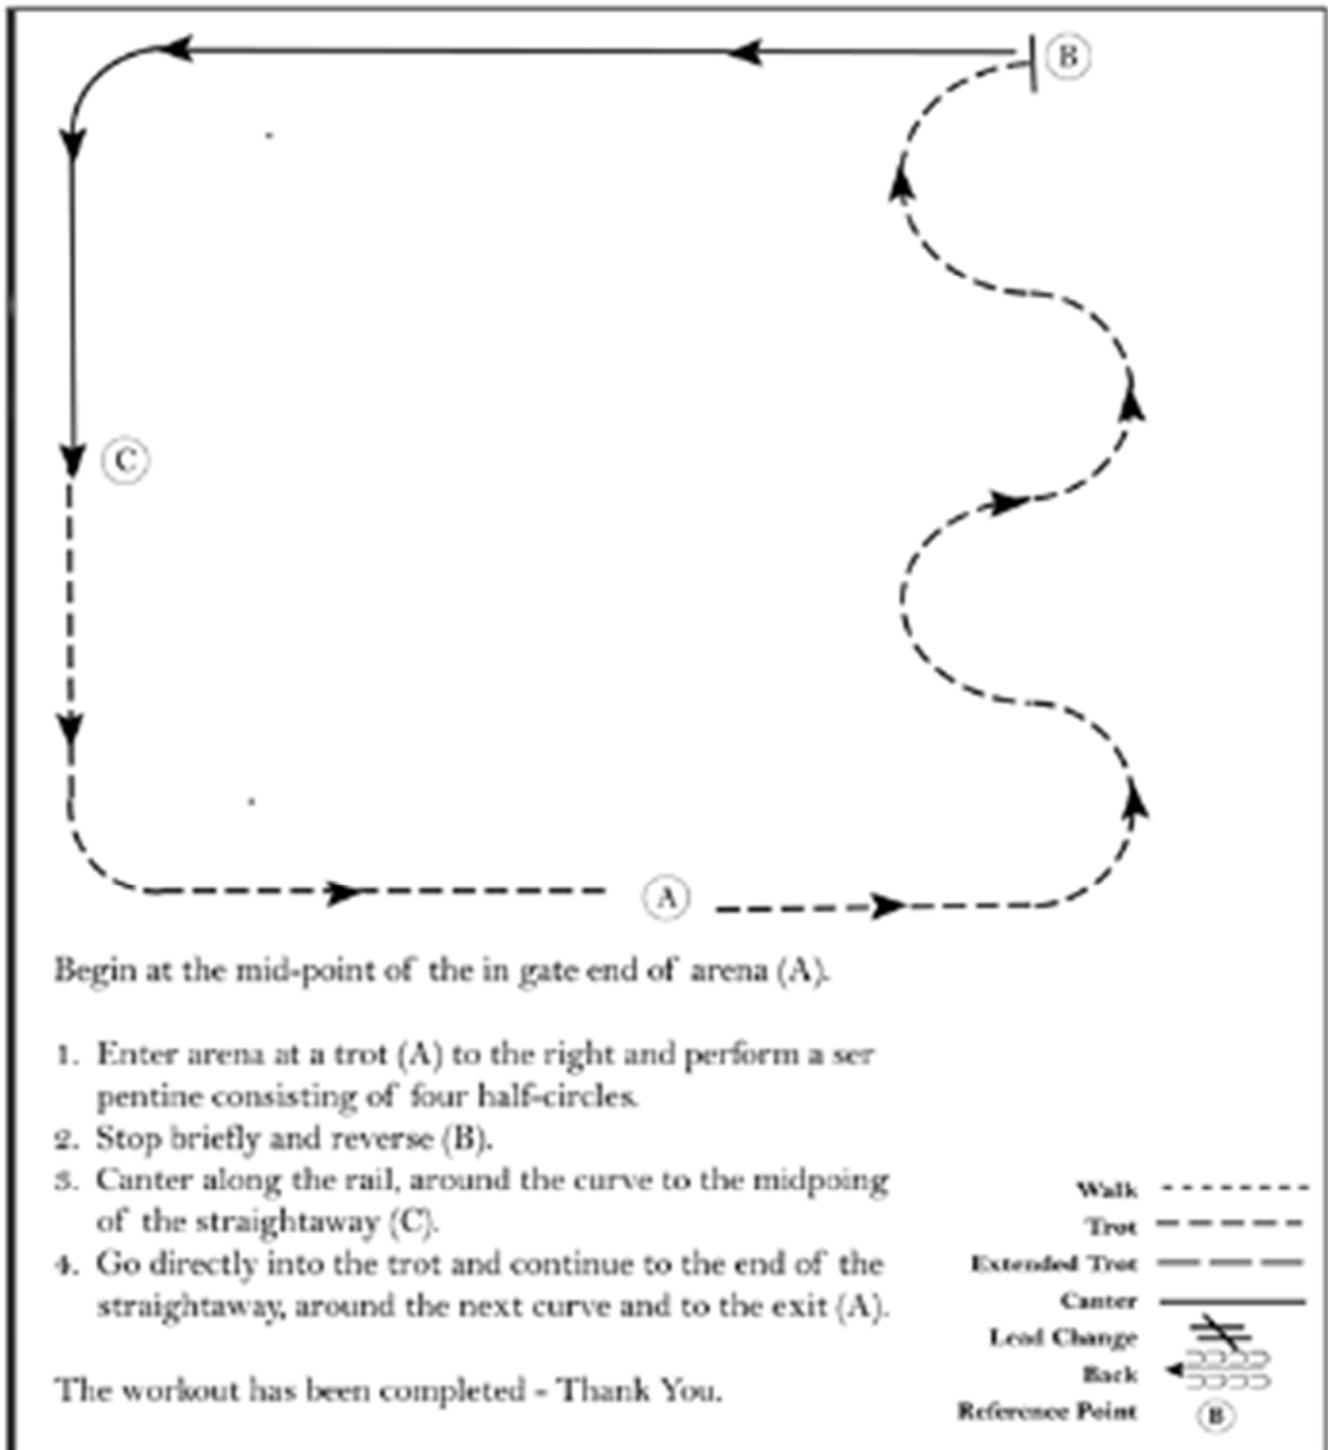 B
C
A
Begin at the mid-point of the in gate end of arena (A).
1. Enter arena at a trot (A) to the right and perform a ser
pentine consisting of four half-circles.
2. Stop briefly and reverse (B).
3. Canter along the rail, around the curve to the midpoing
of the straightaway (C).
4. Go directly into the trot and continue to the end of the
straightaway, around the next curve and to the exit (A).
The workout has been completed - Thank You.
Walk
Trot
Extended Trot
Canter
Lead Change
Back
Reference Point B